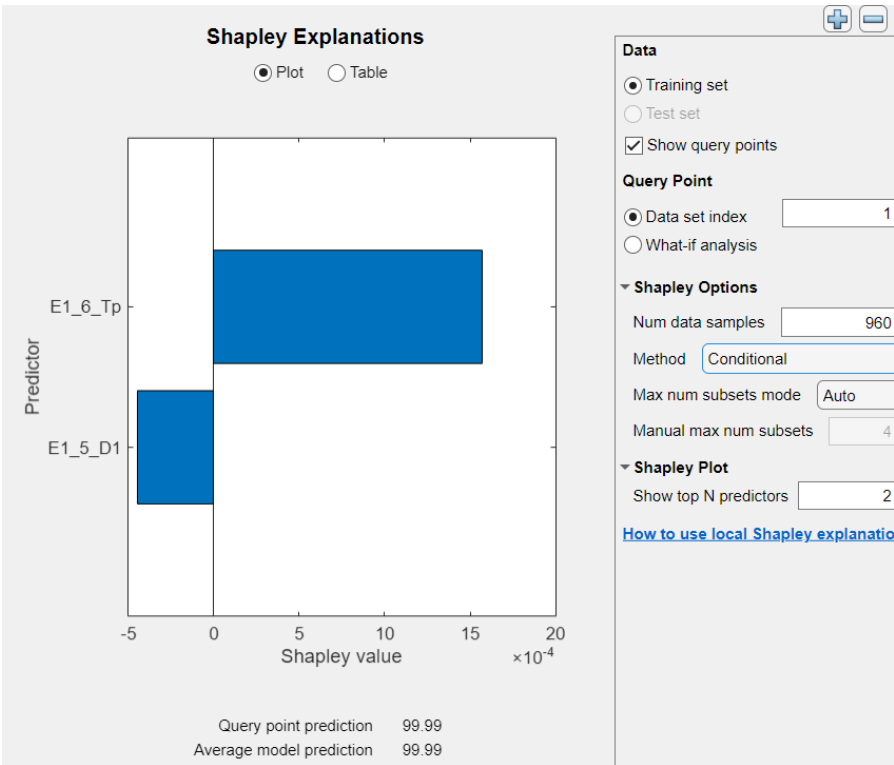 Shapley Explanations
Plot Table
E1_6_Tp
E1_5_D1
Predictor
-5 0 5 10 15 20
Shapley value ×10-4
Query point prediction 99.99
Average model prediction 99.99
Data
Training set
Test set
Show query points
Query Point
Data set index 1
What-if analysis
Shapley Options
Num data samples 960
Method Conditional
Max num subsets mode Auto
Manual max num subsets 4
Shapley Plot
Show top N predictors 2
How to use local Shapley explanatio